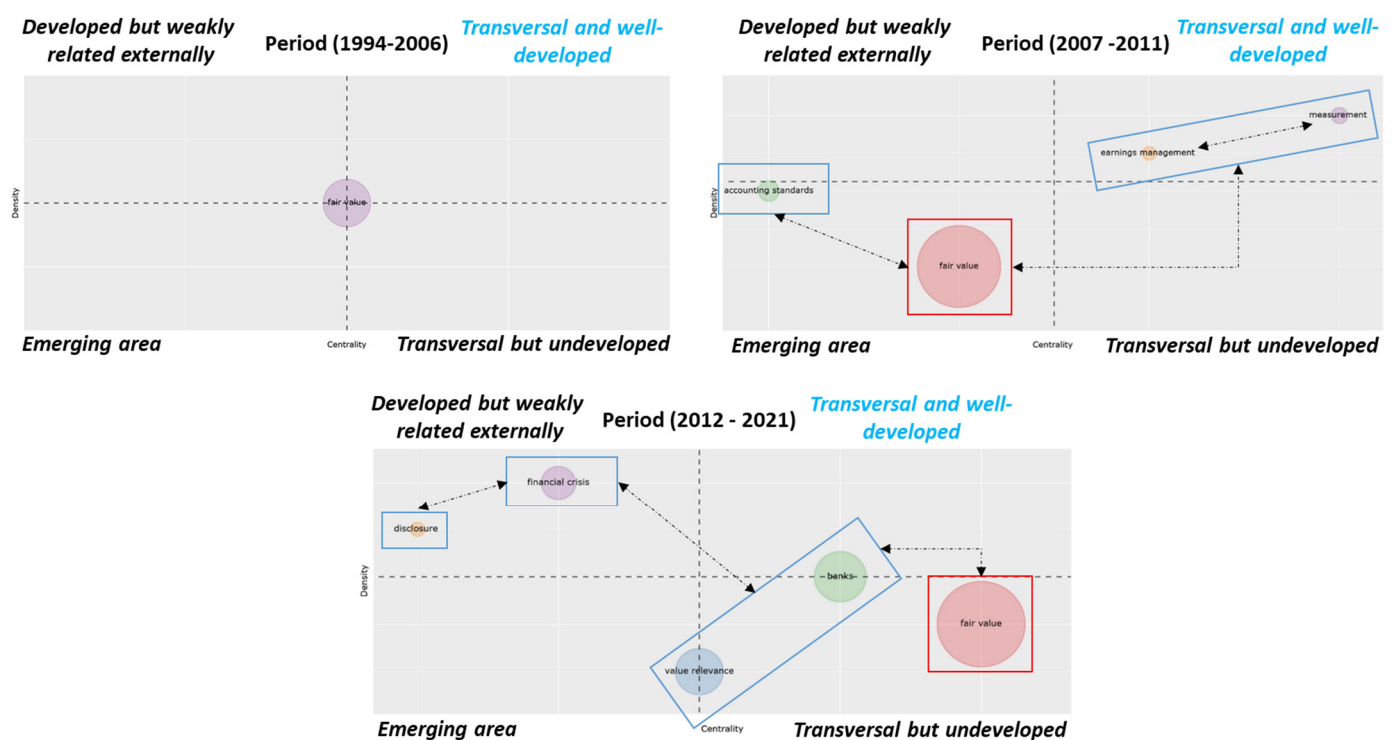 Developed but weakly
related externally
Period (1994-2006)
Transversal and well-
developed
Density
fair value
Emerging area
Centrality
Transversal but undeveloped
Developed but weakly
related externally
Period (2007 -2011)
Transversal and well-
developed
Density
measurement
earnings management
accounting standards
fair value
Emerging area
Centrality
Transversal but undeveloped
Developed but weakly
related externally
Period (2012 - 2021)
Transversal and well-
developed
Density
financial crisis
disclosure
banks
fair value
value relevance
Emerging area
Centrality
Transversal but undeveloped